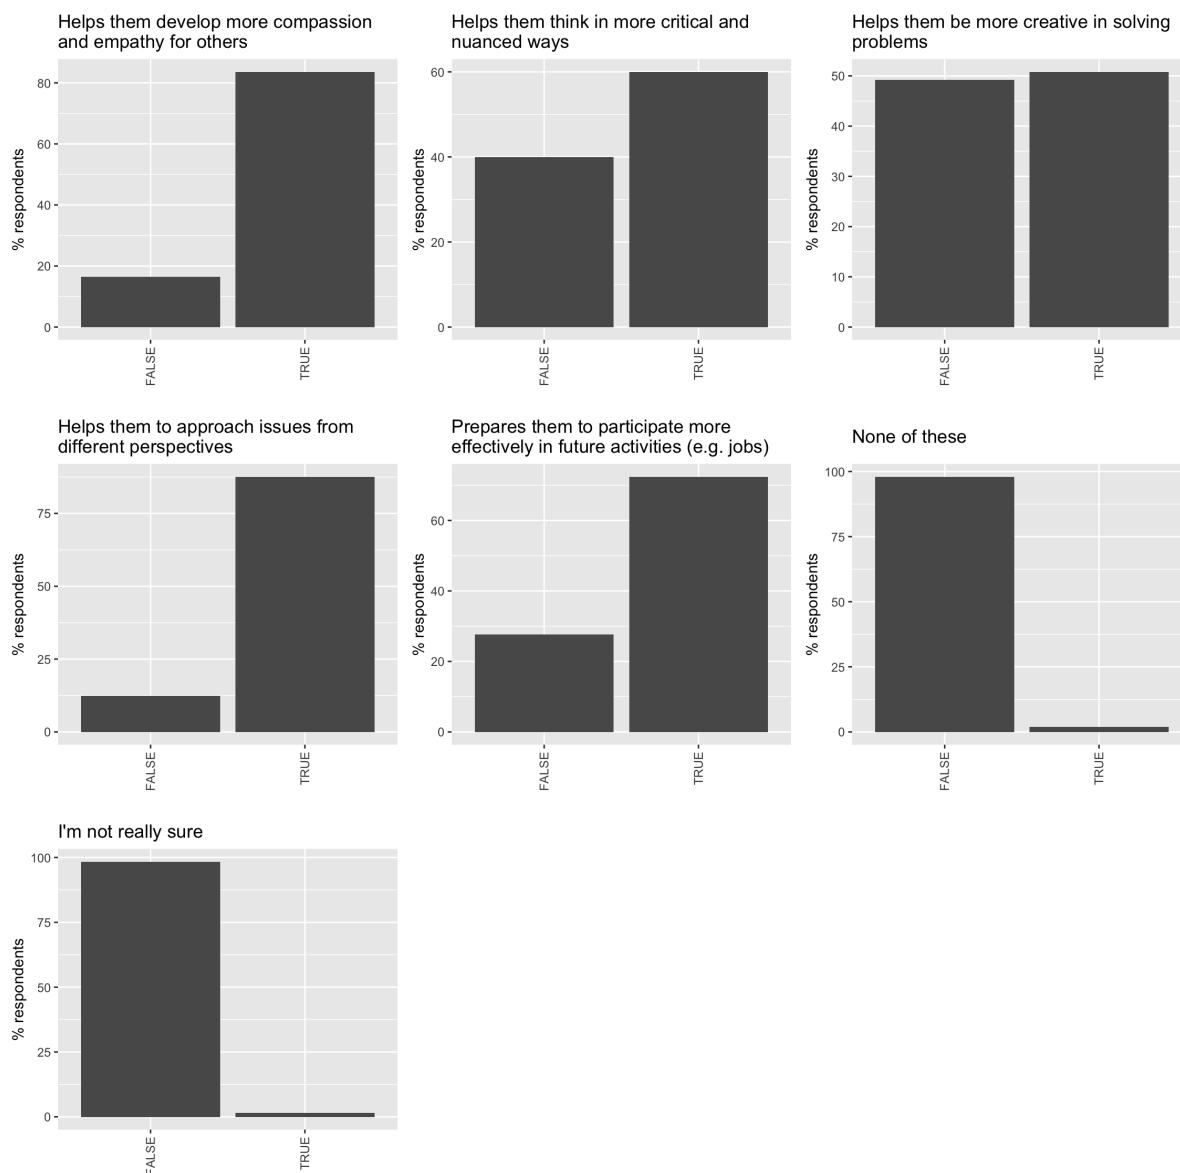 Helps them develop more compassion
and empathy for others
% respondents
80
60
40
20
0
FALSE
TRUE
Helps them think in more critical and
nuanced ways
% respondents
60
40
20
0
FALSE
TRUE
Helps them be more creative in solving
problems
% respondents
50
40
30
20
10
0
FALSE
TRUE
Helps them to approach issues from
different perspectives
% respondents
75
50
25
0
FALSE
TRUE
Prepares them to participate more
effectively in future activities (e.g. jobs)
% respondents
60
40
20
0
FALSE
TRUE
None of these
% respondents
100
75
50
25
0
FALSE
TRUE
I'm not really sure
% respondents
100
75
50
25
0
FALSE
TRUE